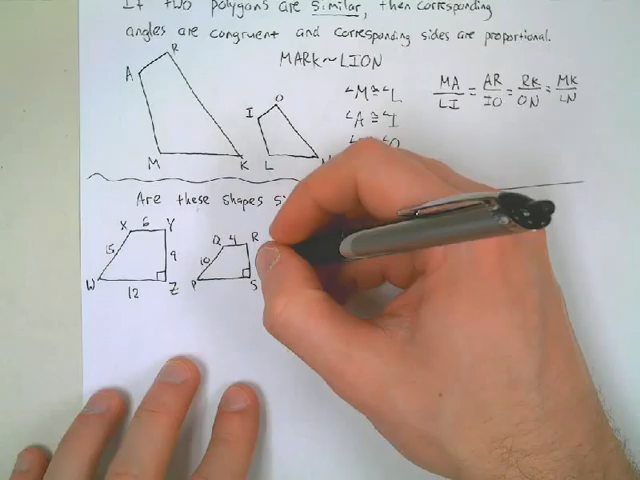 If two polygons are similar, then corresponding
angles are congruent and corresponding sides are proportional.
MARK~LION
∠M≅∠L
∠A≅∠I
MA/LI = AR/IO = RK/ON = MK/LN
R
A
M
K
O
I
L
Are these shapes
X 6 Y
15
9
W
12
Z
4 R
10
P
S